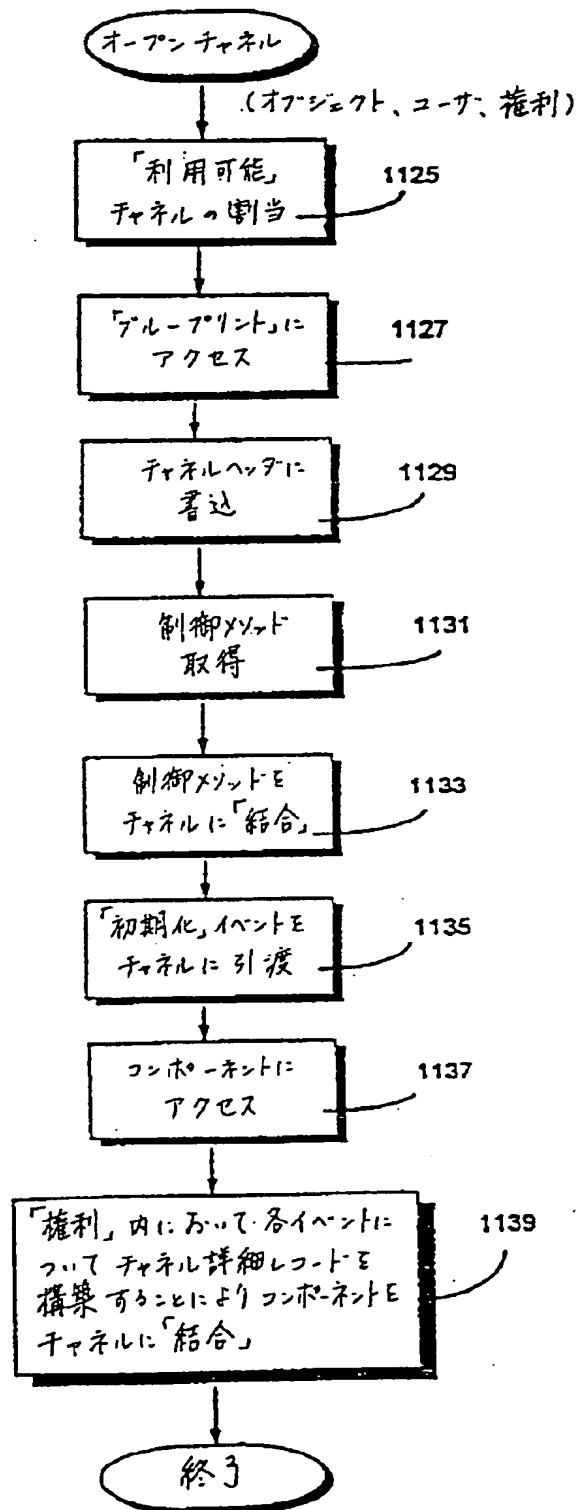 オープンチャネル
(オブジェクト、ユーザ、権利)
「利用可能」
チャネルの割当
1125
「ブループリント」に
アクセス
1127
チャネルヘッダに
書込
1129
制御メソッド
取得
1131
制御メソッドを
チャネルに「結合」
1133
「初期化」イベントを
チャネルに引渡
1135
コンポーネントに
アクセス
1137
「権利」内において各イベントに
ついてチャネル詳細レコードを
構築することによりコンポーネントを
チャネルに「結合」
1139
終了